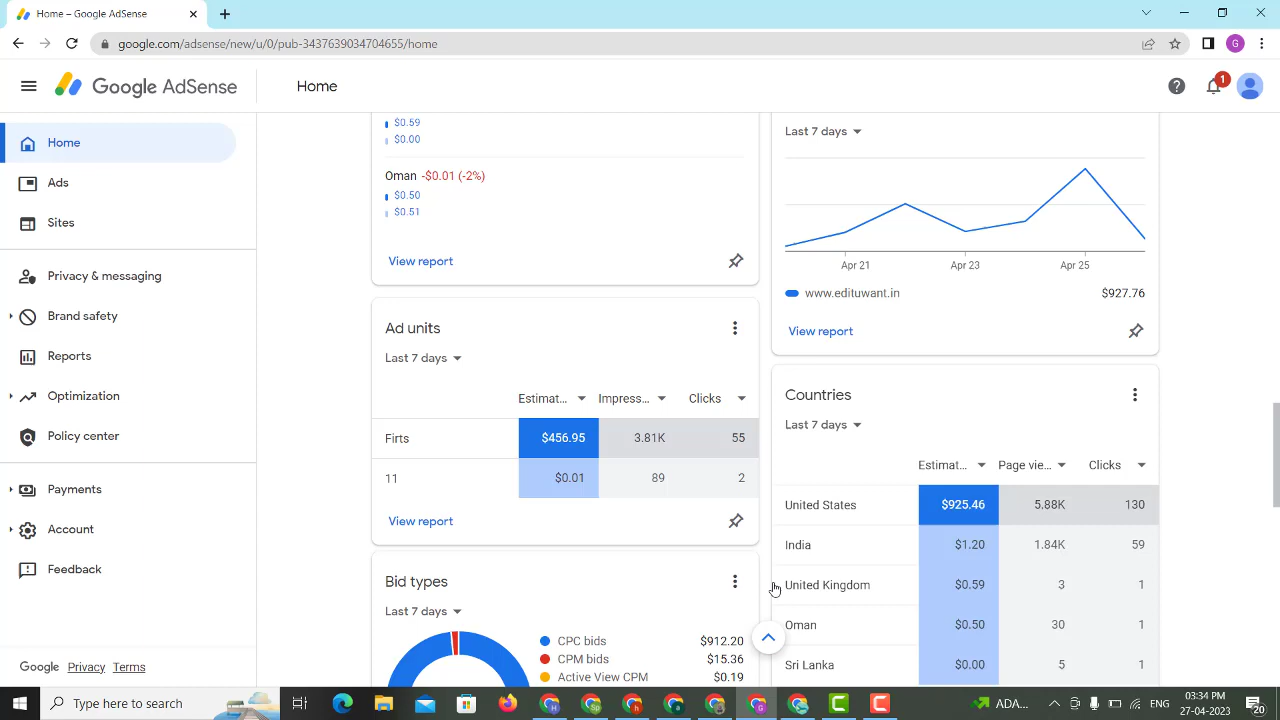 Home – Google AdSense
google.com/adsense/new/u/0/pub-3437639034704655/home
G
Google AdSense
Home
1
Home
Ads
Sites
Privacy & messaging
Brand safety
Reports
Optimization
Policy center
Payments
Account
Feedback
Google Privacy Terms
$0.59
$0.00
Oman -$0.01 (-2%)
$0.50
$0.51
View report
Ad units
Last 7 days
Estimat... Impress... Clicks
Firts $456.95 3.81K 55
11 $0.01 89 2
View report
Bid types
Last 7 days
CPC bids $912.20
CPM bids $15.36
Active View CPM $0.19
Last 7 days
Apr 21 Apr 23 Apr 25
www.edituwant.in $927.76
View report
Countries
Last 7 days
Estimat... Page vie... Clicks
United States $925.46 5.88K 130
India $1.20 1.84K 59
United Kingdom $0.59 3 1
Oman $0.50 30 1
Sri Lanka $0.00 5 1
Type here to search
ADA...
ENG
03:34 PM
27-04-2023
20